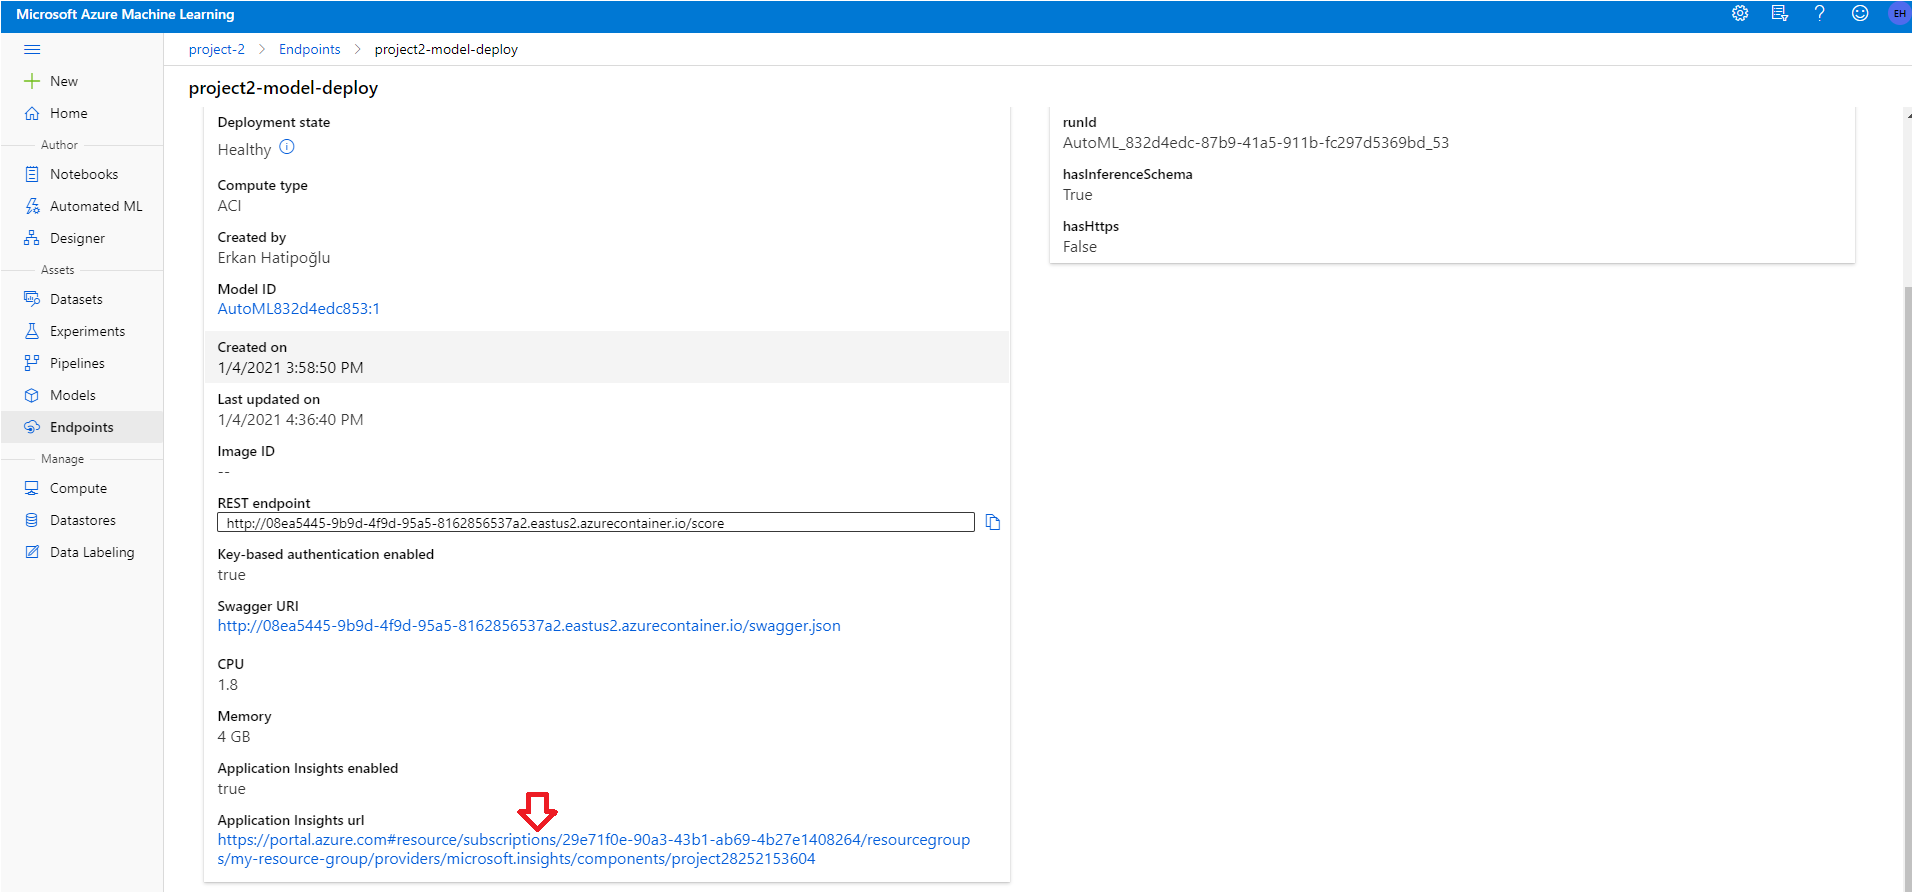 Microsoft Azure Machine Learning
EH
project-2 > Endpoints > project2-model-deploy
New
Home
Author
Notebooks
Automated ML
Designer
Assets
Datasets
Experiments
Pipelines
Models
Endpoints
Manage
Compute
Datastores
Data Labeling
project2-model-deploy
Deployment state
Healthy
Compute type
ACI
Created by
Erkan Hatipoğlu
Model ID
AutoML832d4edc853:1
Created on
1/4/2021 3:58:50 PM
Last updated on
1/4/2021 4:36:40 PM
Image ID
--
REST endpoint
http://08ea5445-9b9d-4f9d-95a5-8162856537a2.eastus2.azurecontainer.io/score
Key-based authentication enabled
true
Swagger URI
http://08ea5445-9b9d-4f9d-95a5-8162856537a2.eastus2.azurecontainer.io/swagger.json
CPU
1.8
Memory
4 GB
Application Insights enabled
true
Application Insights url
https://portal.azure.com#resource/subscriptions/29e71f0e-90a3-43b1-ab69-4b27e1408264/resourcegroup
s/my-resource-group/providers/microsoft.insights/components/project28252153604
runId
AutoML_832d4edc-87b9-41a5-911b-fc297d5369bd_53
hasInferenceSchema
True
hasHttps
False